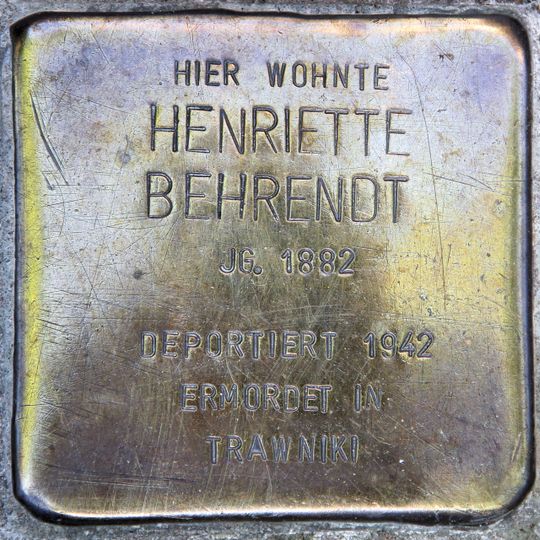 HIER WOHNTE
HENRIETTE
BEHRENDT
JG. 1882
DEPORTIERT 1942
ERMORDET IN
TRAWNIKI